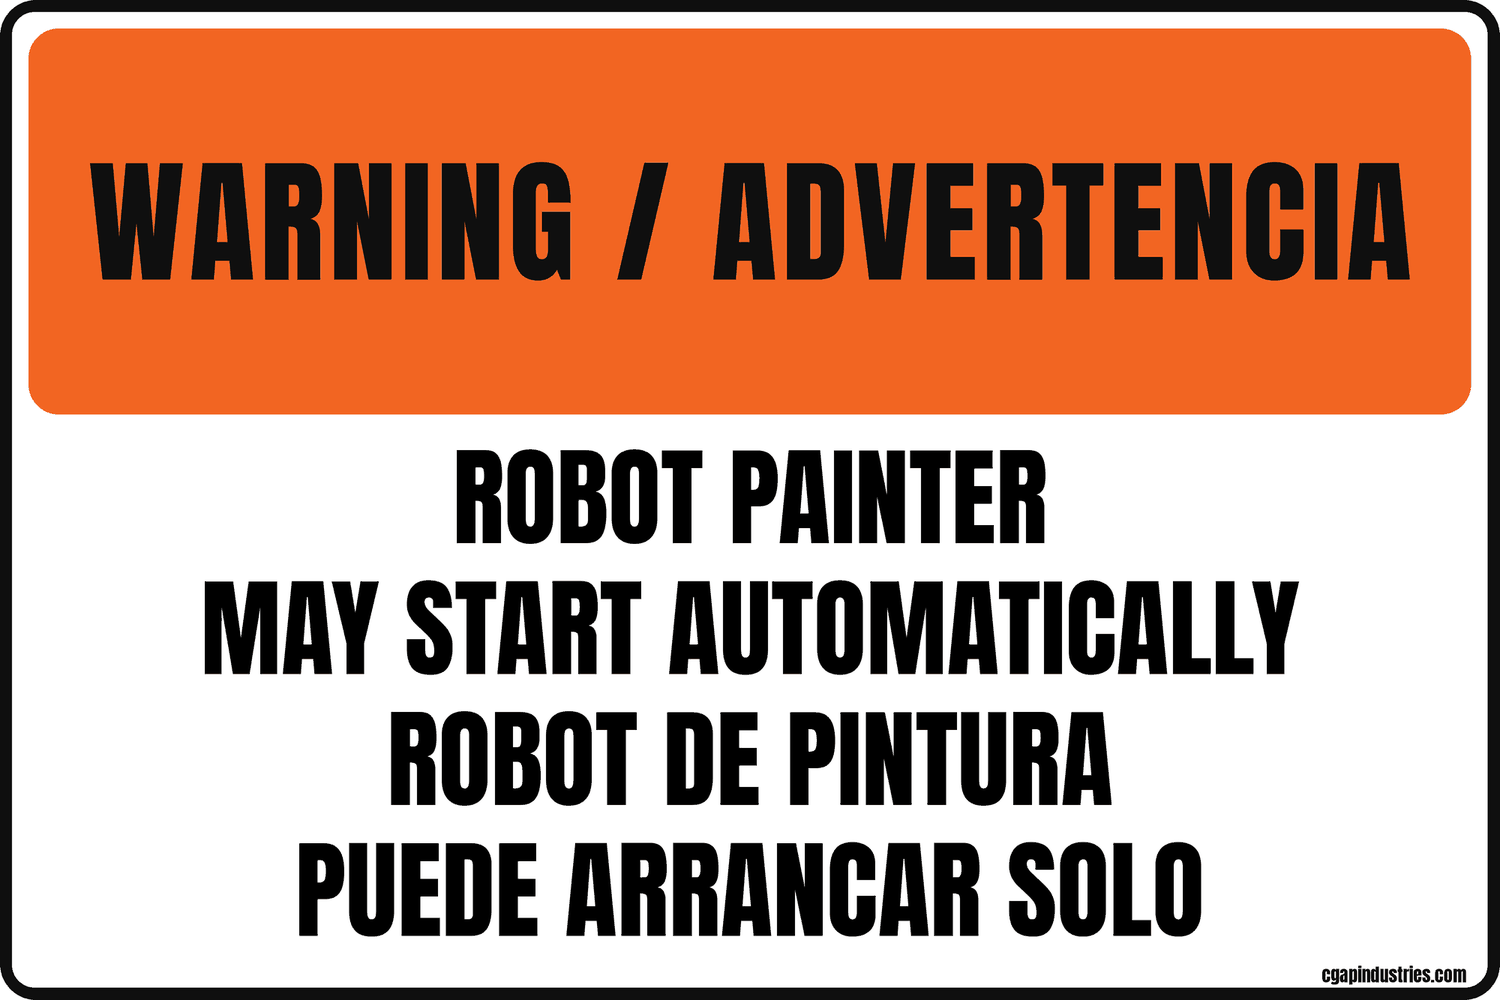 WARNING / ADVERTENCIA
ROBOT PAINTER
MAY START AUTOMATICALLY
ROBOT DE PINTURA
PUEDE ARRANCAR SOLO
cgapindustries.com